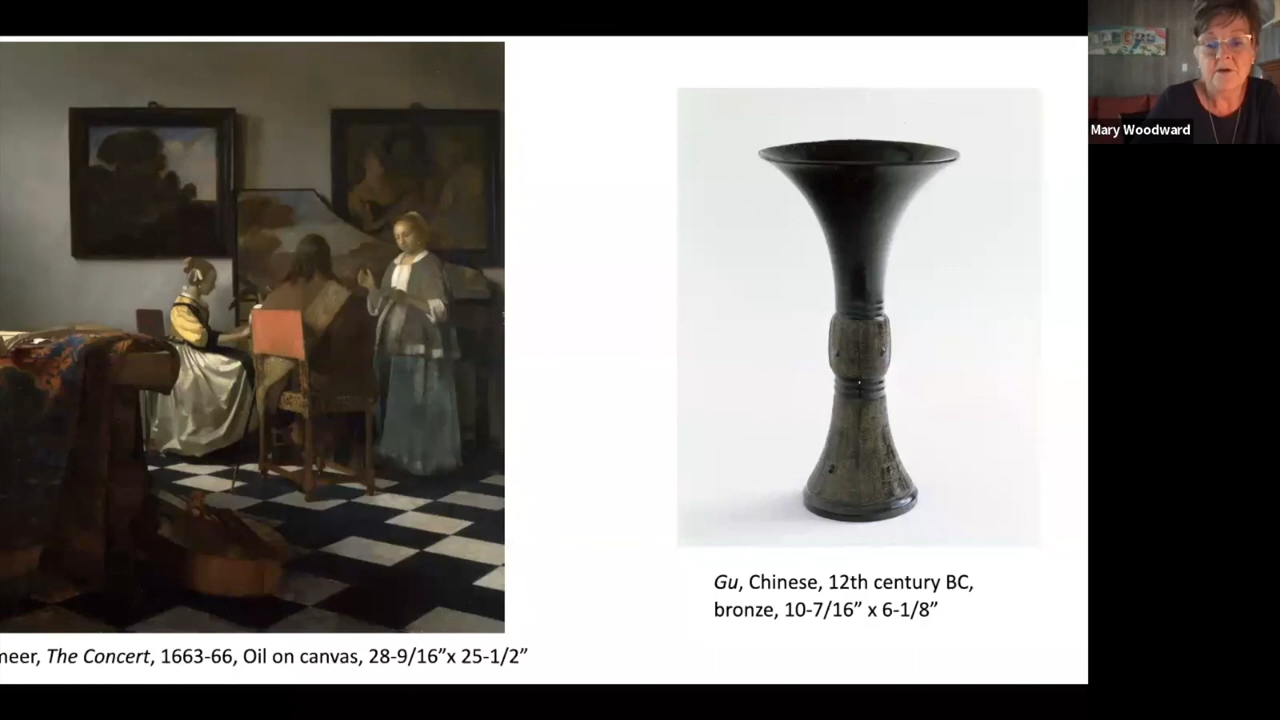 Mary Woodward
Gu, Chinese, 12th century BC,
bronze, 10-7/16” x 6-1/8”
The Concert, 1663-66, Oil on canvas, 28-9/16”x 25-1/2”